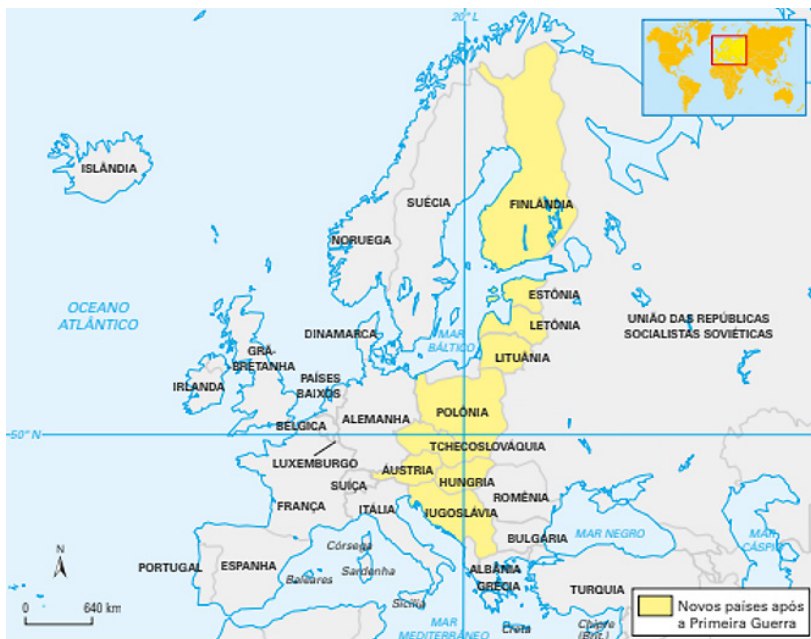 20° L
ISLÂNDIA
SUÉCIA
FINLÂNDIA
NORUEGA
OCEANO
ATLÂNTICO
ESTÔNIA
LETÔNIA
UNIÃO DAS REPÚBLICAS
SOCIALISTAS SOVIÉTICAS
MAR
BÁLTICO
DINAMARCA
LITUÂNIA
GRÃ-
BRETANHA
IRLANDA
PAÍSES
BAIXOS
ALEMANHA
POLÔNIA
BÉLGICA
50° N
TCHECOSLOVÁQUIA
LUXEMBURGO
ÁUSTRIA
SUÍÇA
HUNGRIA
ROMÊNIA
FRANÇA
ITÁLIA
IUGOSLÁVIA
MAR NEGRO
MAR
CÁSPIO
BULGÁRIA
Córsega
PORTUGAL
ESPANHA
Sardenha
Baleares
ALBÂNIA
GRÉCIA
TURQUIA
Sicília
Creta
Chipre
(Brit.)
MAR
MEDITERRÂNEO
N
0
640 km
Novos países após
a Primeira Guerra